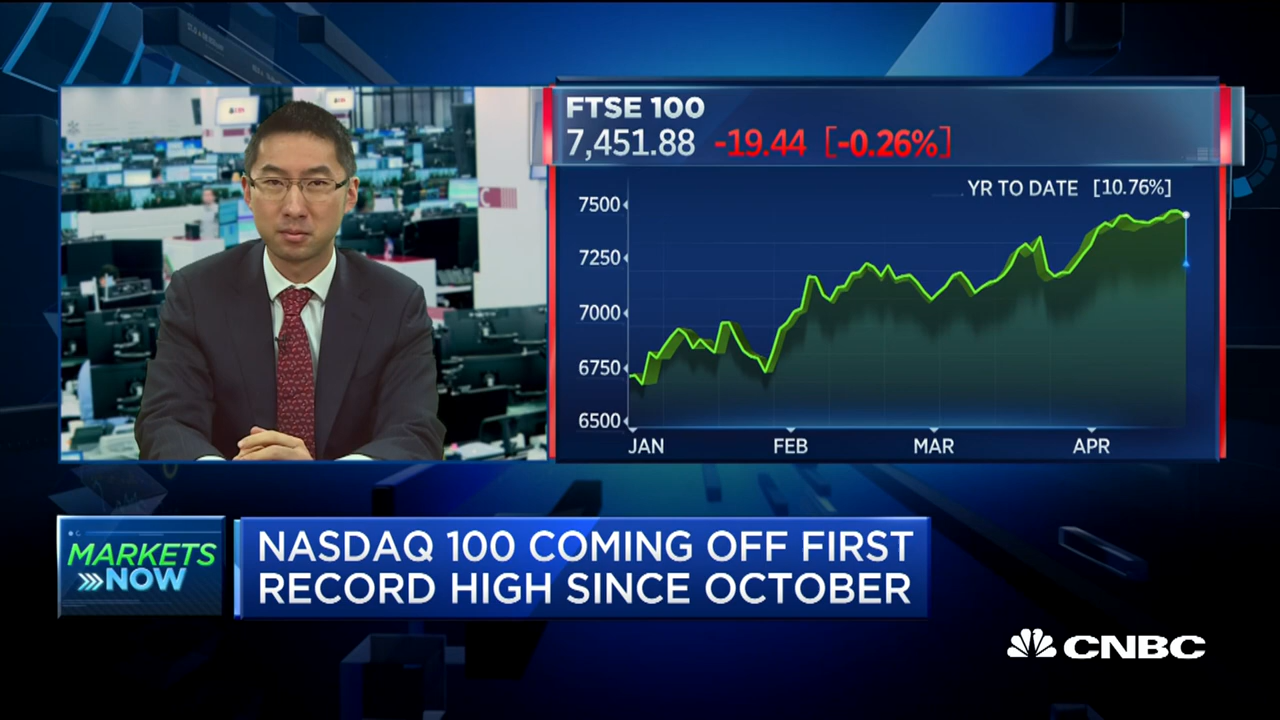 FTSE 100
7,451.88 -19.44 [-0.26%]
YR TO DATE [10.76%]
7500
7250
7000
6750
6500
JAN FEB MAR APR
MARKETS
NOW
NASDAQ 100 COMING OFF FIRST
RECORD HIGH SINCE OCTOBER
CNBC